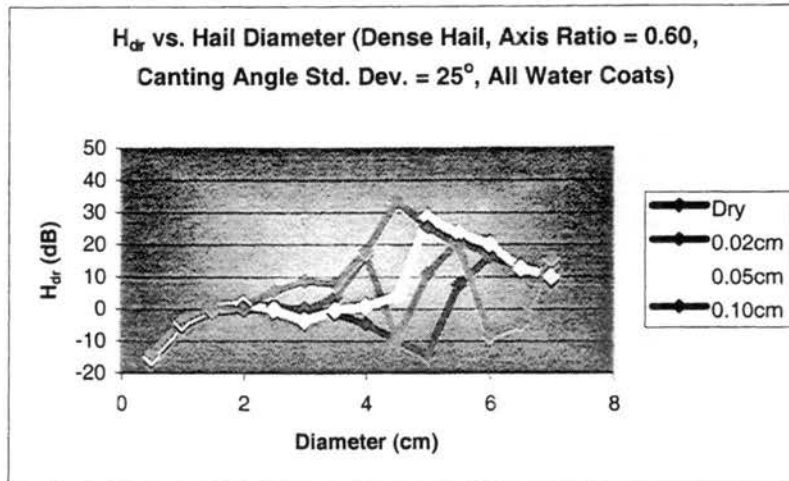 H_dr vs. Hail Diameter (Dense Hail, Axis Ratio = 0.60,
Canting Angle Std. Dev. = 25°, All Water Coats)
H_dr (dB)
50
40
30
20
10
0
-10
-20
0 2 4 6 8
Diameter (cm)
Dry
0.02cm
0.05cm
0.10cm